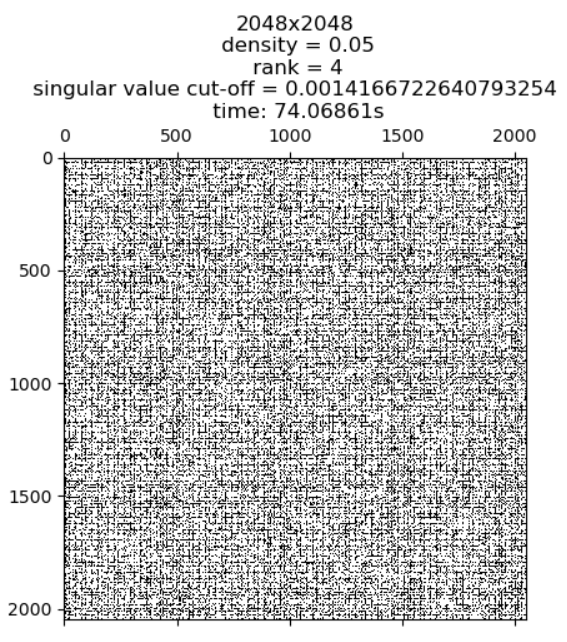 2048x2048
density = 0.05
rank = 4
singular value cut-off = 0.0014166722640793254
time: 74.06861s
0 500 1000 1500 2000
0
500
1000
1500
2000